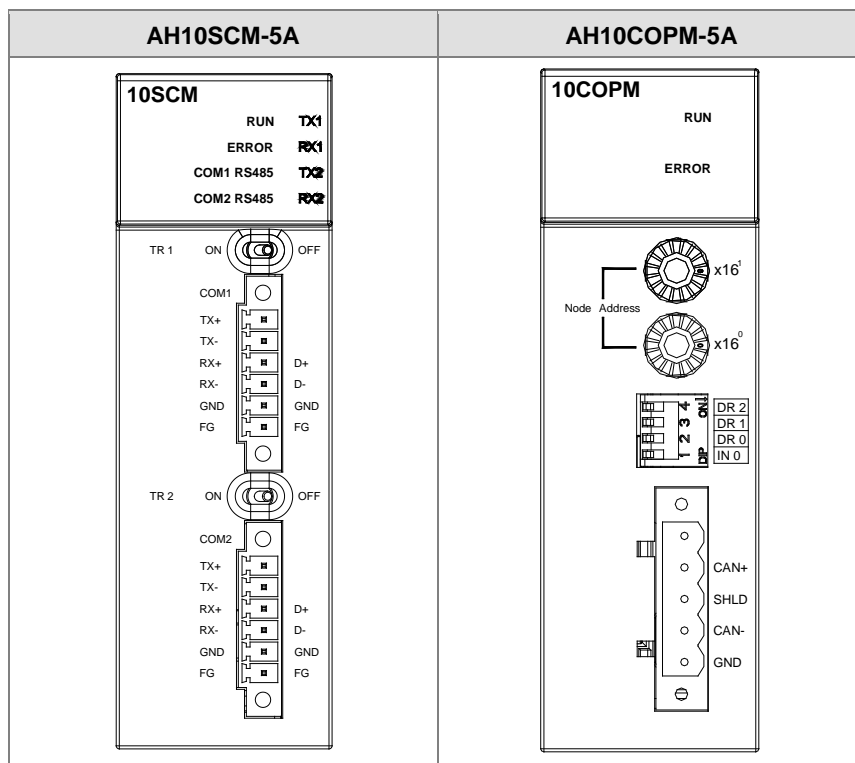 AH10SCM-5A
10SCM
RUN TX1
ERROR RX1
COM1 RS485 TX2
COM2 RS485 RX2
TR 1 ON OFF
COM1
TX+
TX-
RX+ D+
RX- D-
GND GND
FG FG
TR 2 ON OFF
COM2
TX+
TX-
RX+ D+
RX- D-
GND GND
FG FG
AH10COPM-5A
10COPM
RUN
ERROR
x16¹
Node Address
x16⁰
4 ON↓ DR 2
3 DR 1
2 DR 0
1 DIP IN 0
CAN+
SHLD
CAN-
GND